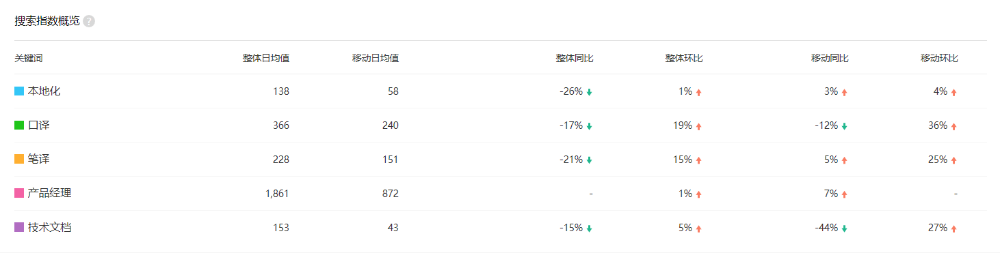 搜索指数概览 ?
关键词 整体日均值 移动日均值 整体同比 整体环比 移动同比 移动环比
本地化 138 58 -26% 1% 3% 4%
口译 366 240 -17% 19% -12% 36%
笔译 228 151 -21% 15% 5% 25%
产品经理 1,861 872 - 1% 7% -
技术文档 153 43 -15% 5% -44% 27%